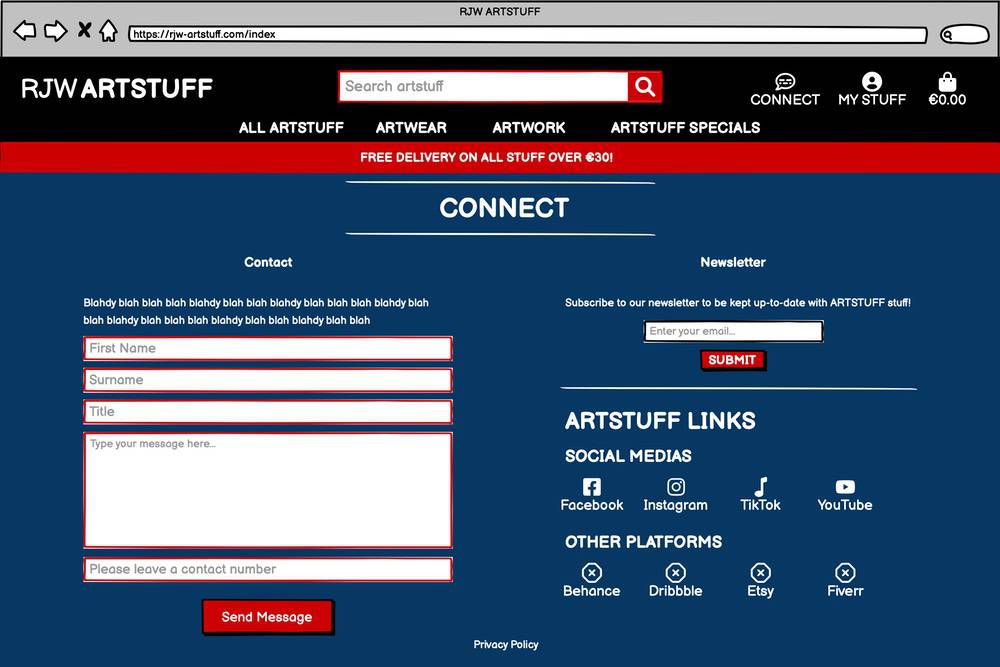 RJW ARTSTUFF
https://rjw-artstuff.com/index
RJW ARTSTUFF
Search artstuff
CONNECT
MY STUFF
€0.00
ALL ARTSTUFF
ARTWEAR
ARTWORK
ARTSTUFF SPECIALS
FREE DELIVERY ON ALL STUFF OVER €30!
CONNECT
Contact
Blahdy blah blah blah blahdy blah blah blahdy blah blah blah blahdy blah
blah blahdy blah blah blah blahdy blah blah blahdy blah blah
First Name
Surname
Title
Type your message here...
Please leave a contact number
Send Message
Newsletter
Subscribe to our newsletter to be kept up-to-date with ARTSTUFF stuff!
Enter your email...
SUBMIT
ARTSTUFF LINKS
SOCIAL MEDIAS
Facebook
Instagram
TikTok
YouTube
OTHER PLATFORMS
Behance
Dribbble
Etsy
Fiverr
Privacy Policy